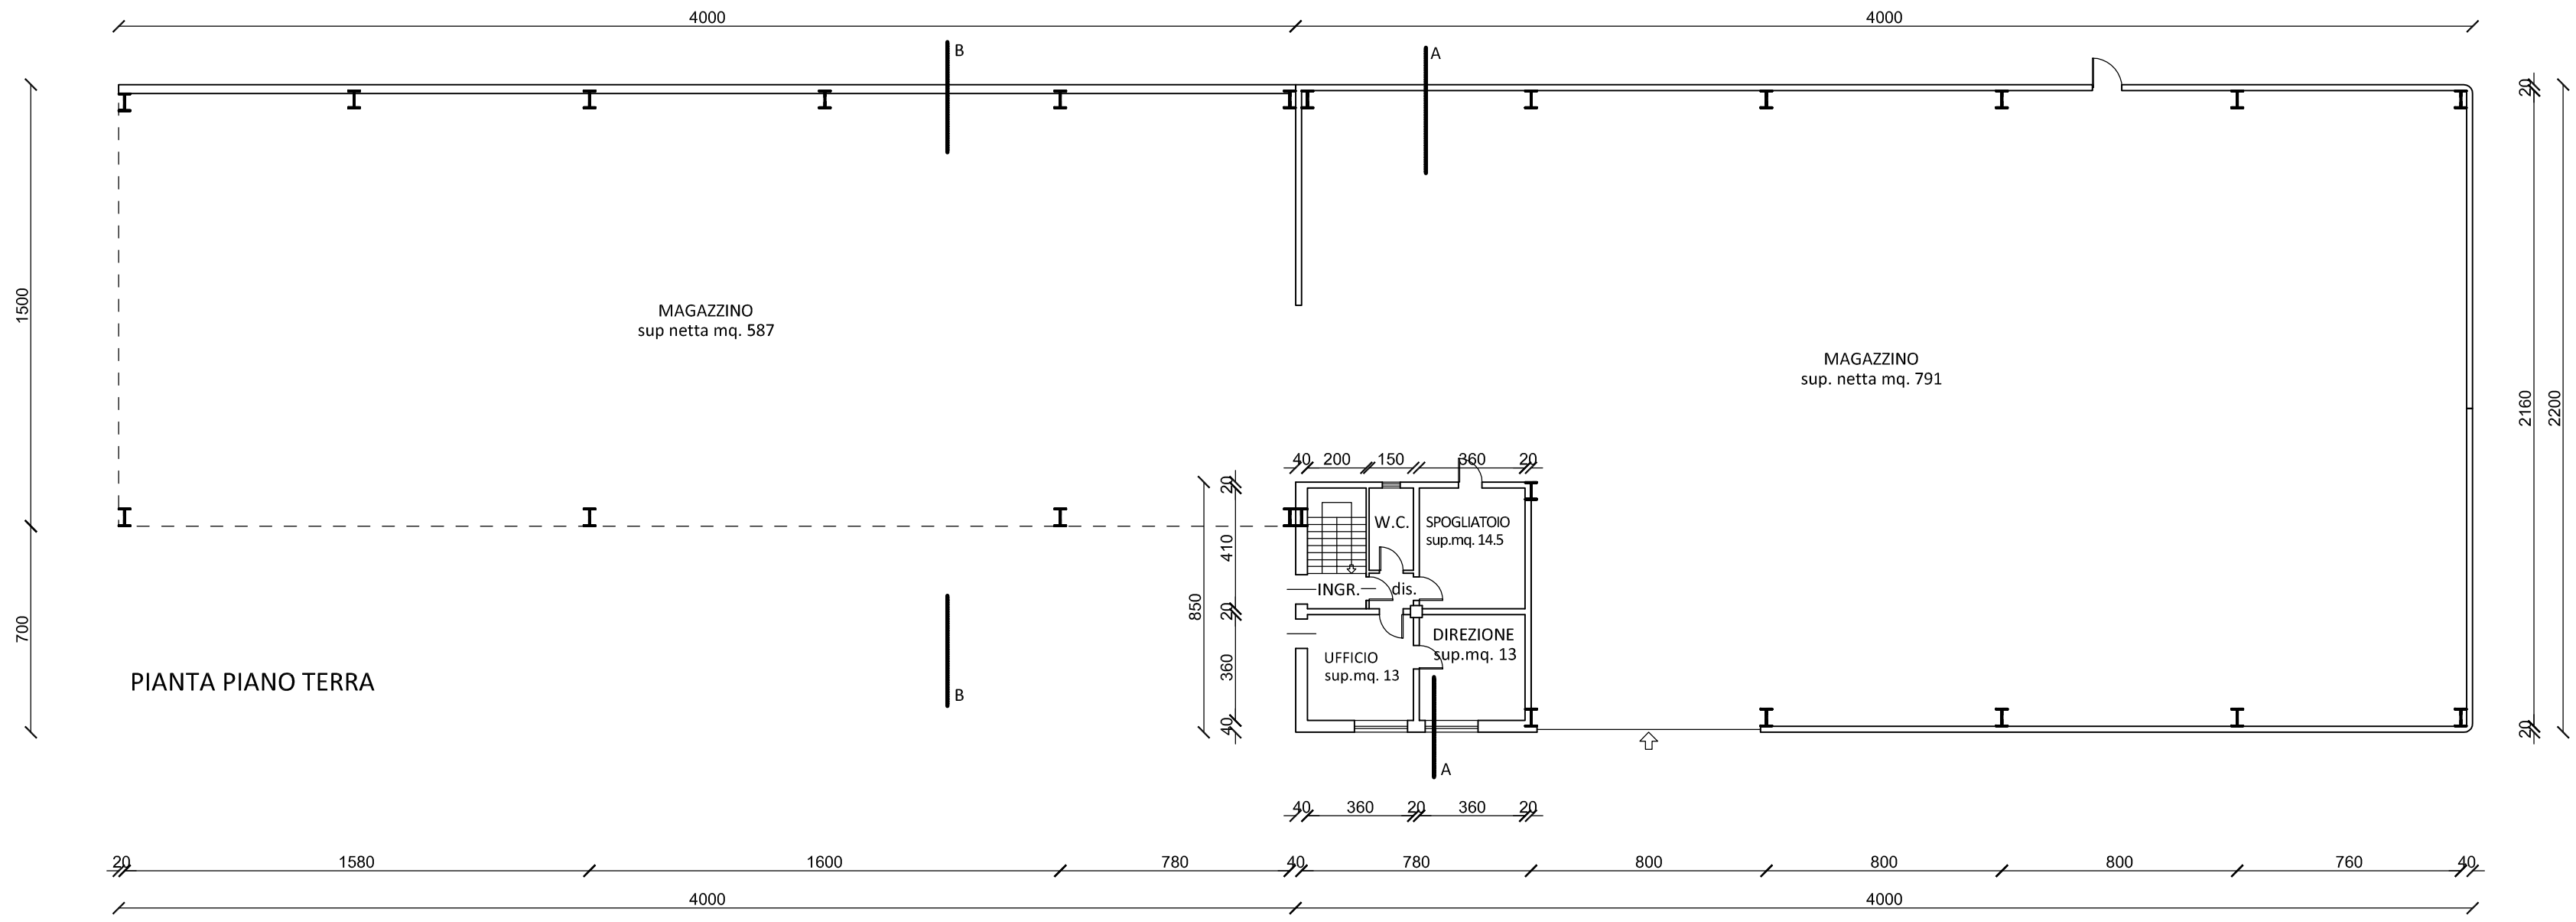 4000
4000
B
A
20
1500
MAGAZZINO
sup netta mq. 587
MAGAZZINO
sup. netta mq. 791
2160
2200
40
200
150
360
20
20
W.C.
SPOGLIATOIO
sup.mq. 14.5
410
INGR.
dis.
850
20
700
DIREZIONE
sup.mq. 13
UFFICIO
sup.mq. 13
360
PIANTA PIANO TERRA
B
40
20
A
40
360
20
360
20
20
1580
1600
780
40
780
800
800
800
760
40
4000
4000